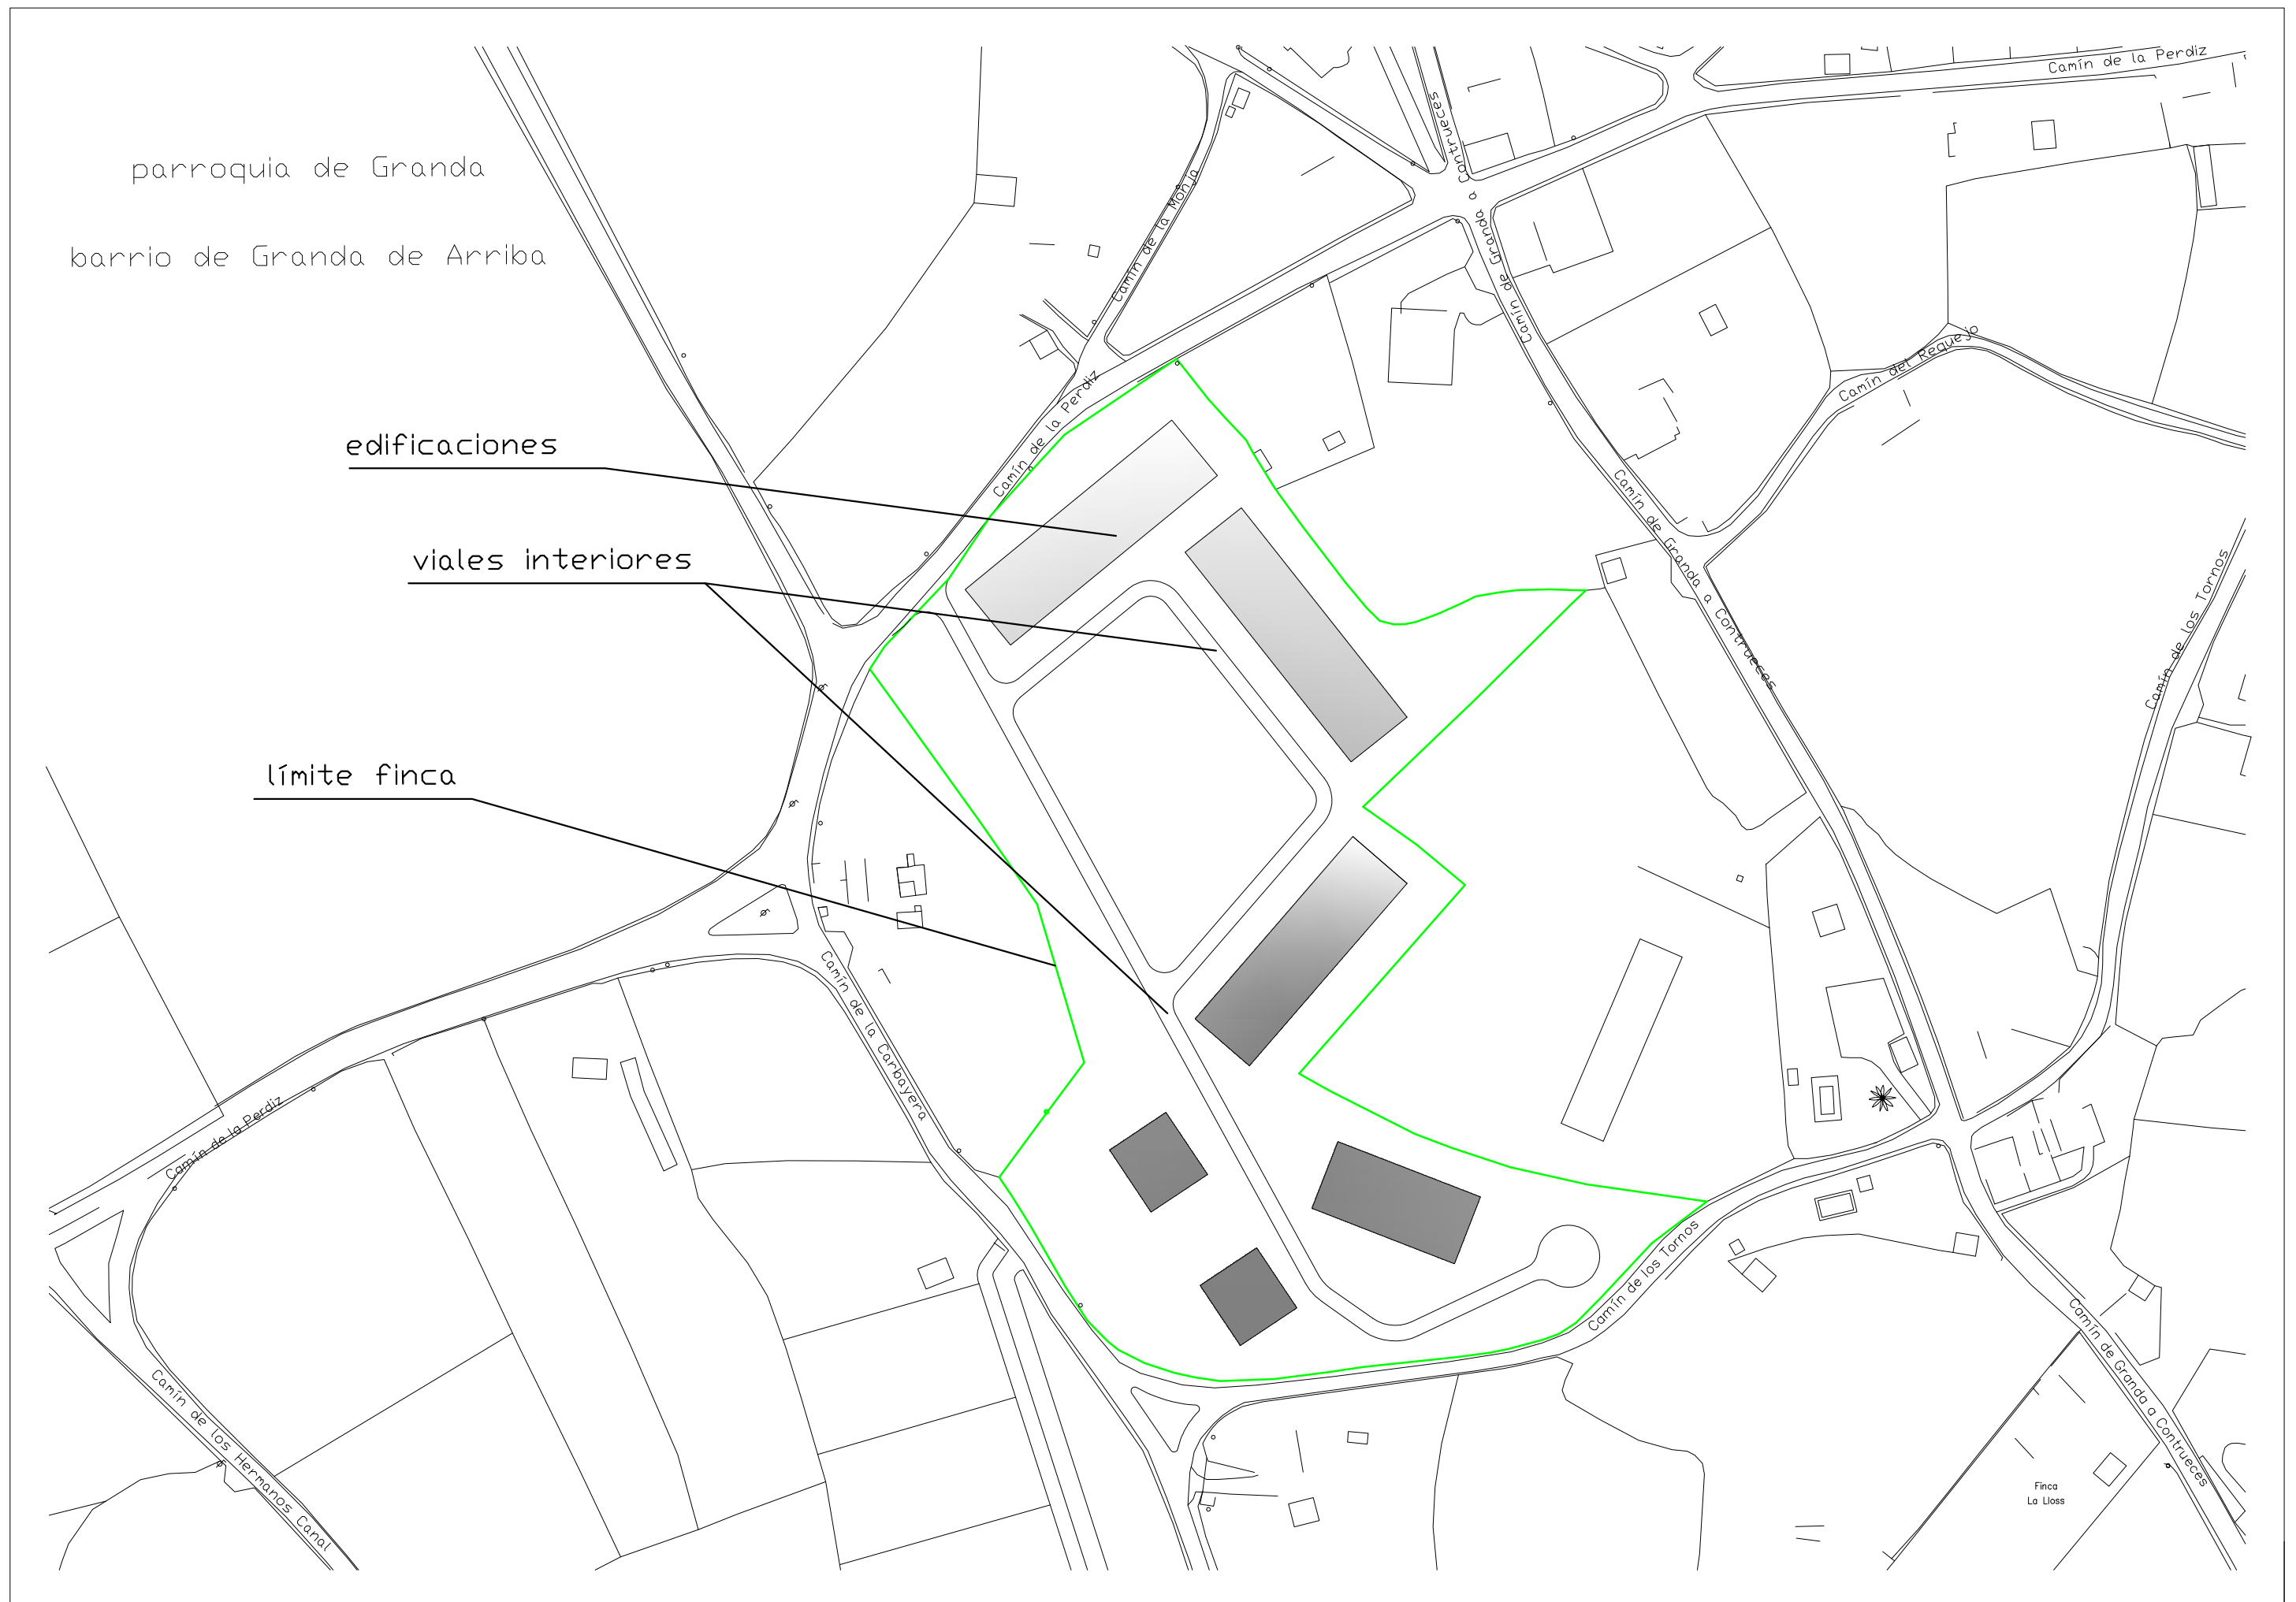 Camín de la Perdiz
parroquia de Granda
Camín de Granda a Contrueces
Camín de la Monja
barrio de Granda de Arriba
Camín del Requejo
Camín de la Perdiz
edificaciones
viales interiores
Camín de Granda a Contrueces
Camín de los Tornos
límite finca
Camín de la Carbayera
Camín de la Perdiz
Camín de los Tornos
Camín de los Hermanos Canal
Camín de Granda a Contrueces
Finca
La Lloss